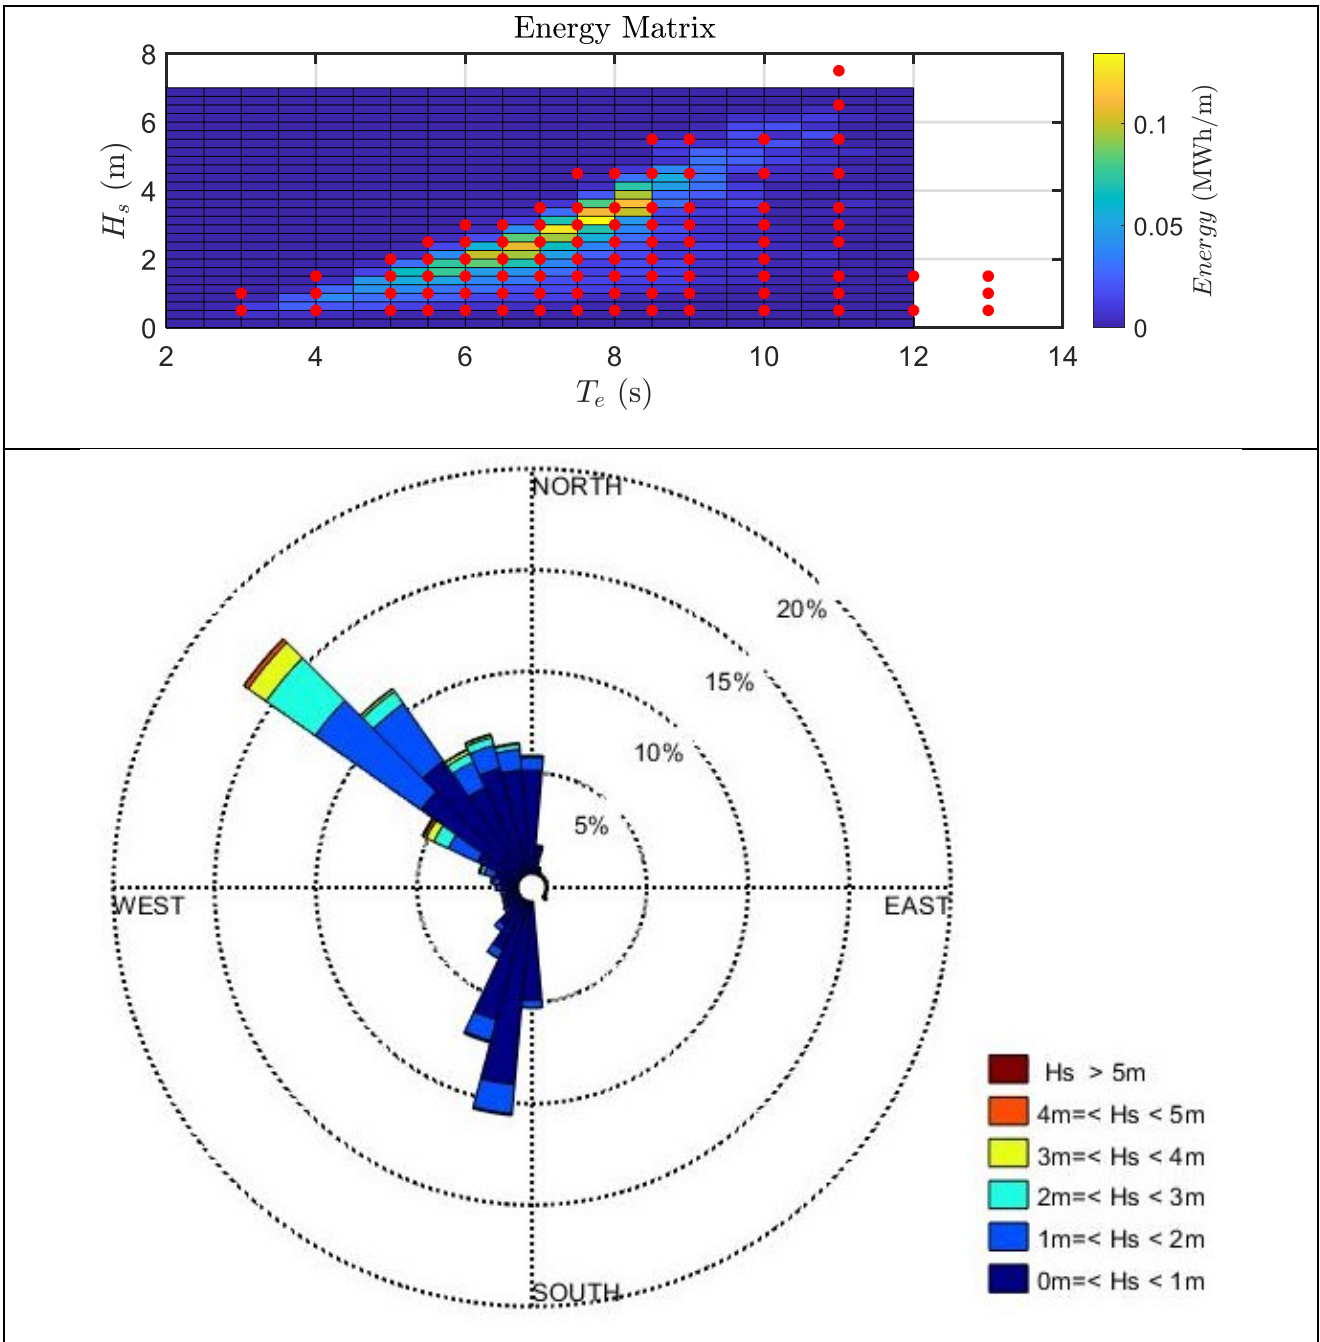 Energy Matrix
8
6
4
2
0
H_s (m)
2 4 6 8 10 12 14
T_e (s)
0.1
0.05
0
Energy (MWh/m)
NORTH
20%
15%
10%
5%
WEST EAST
SOUTH
Hs > 5m
4m=< Hs < 5m
3m=< Hs < 4m
2m=< Hs < 3m
1m=< Hs < 2m
0m=< Hs < 1m